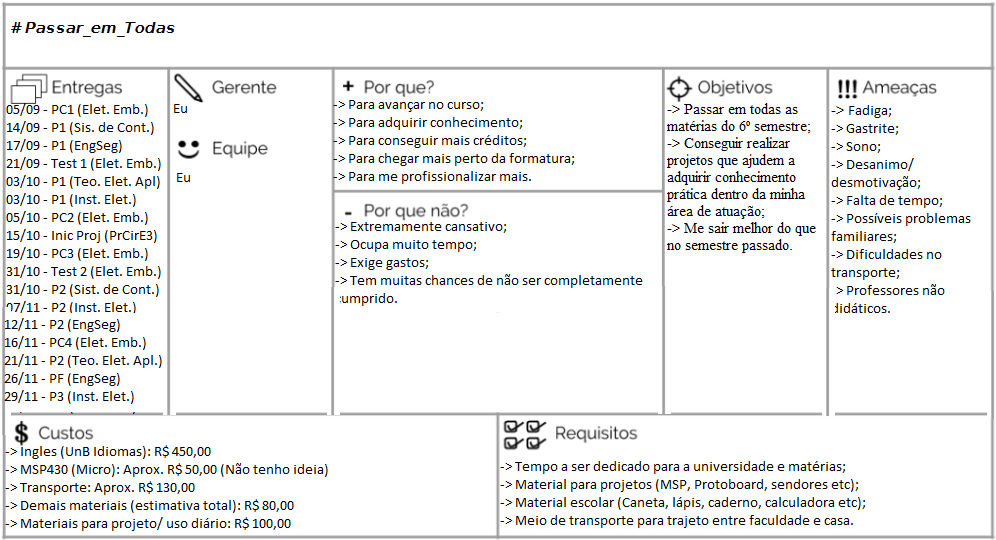 #Passar_em_Todas
Entregas
05/09 - PC1 (Elet. Emb.)
14/09 - P1 (Sis. de Cont.)
17/09 - P1 (EngSeg)
21/09 - Test 1 (Elet. Emb.)
03/10 - P1 (Teo. Elet. Apl)
03/10 - P1 (Inst. Elet.)
05/10 - PC2 (Elet. Emb.)
15/10 - Inic Proj (PrCirE3)
19/10 - PC3 (Elet. Emb.)
31/10 - Test 2 (Elet. Emb.)
31/10 - P2 (Sist. de Cont.)
07/11 - P2 (Inst. Elet.)
12/11 - P2 (EngSeg)
16/11 - PC4 (Elet. Emb.)
21/11 - P2 (Teo. Elet. Apl.)
26/11 - PF (EngSeg)
29/11 - P3 (Inst. Elet.)
Gerente
Eu
Equipe
Eu
+ Por que?
-> Para avançar no curso;
-> Para adquirir conhecimento;
-> Para conseguir mais créditos;
-> Para chegar mais perto da formatura;
-> Para me profissionalizar mais.
- Por que não?
-> Extremamente cansativo;
-> Ocupa muito tempo;
-> Exige gastos;
-> Tem muitas chances de não ser completamente
cumprido.
Objetivos
-> Passar em todas as
matérias do 6º semestre;
-> Conseguir realizar
projetos que ajudem a
adquirir conhecimento
prática dentro da minha
área de atuação;
-> Me sair melhor do que
no semestre passado.
!!! Ameaças
-> Fadiga;
-> Gastrite;
-> Sono;
-> Desanimo/
desmotivação;
-> Falta de tempo;
-> Possíveis problemas
familiares;
-> Dificuldades no
transporte;
-> Professores não
didáticos.
$ Custos
-> Ingles (UnB Idiomas): R$ 450,00
-> MSP430 (Micro): Aprox. R$ 50,00 (Não tenho ideia)
-> Transporte: Aprox. R$ 130,00
-> Demais materiais (estimativa total): R$ 80,00
-> Materiais para projeto/ uso diário: R$ 100,00
Requisitos
-> Tempo a ser dedicado para a universidade e matérias;
-> Material para projetos (MSP, Protoboard, sendores etc);
-> Material escolar (Caneta, lápis, caderno, calculadora etc);
-> Meio de transporte para trajeto entre faculdade e casa.